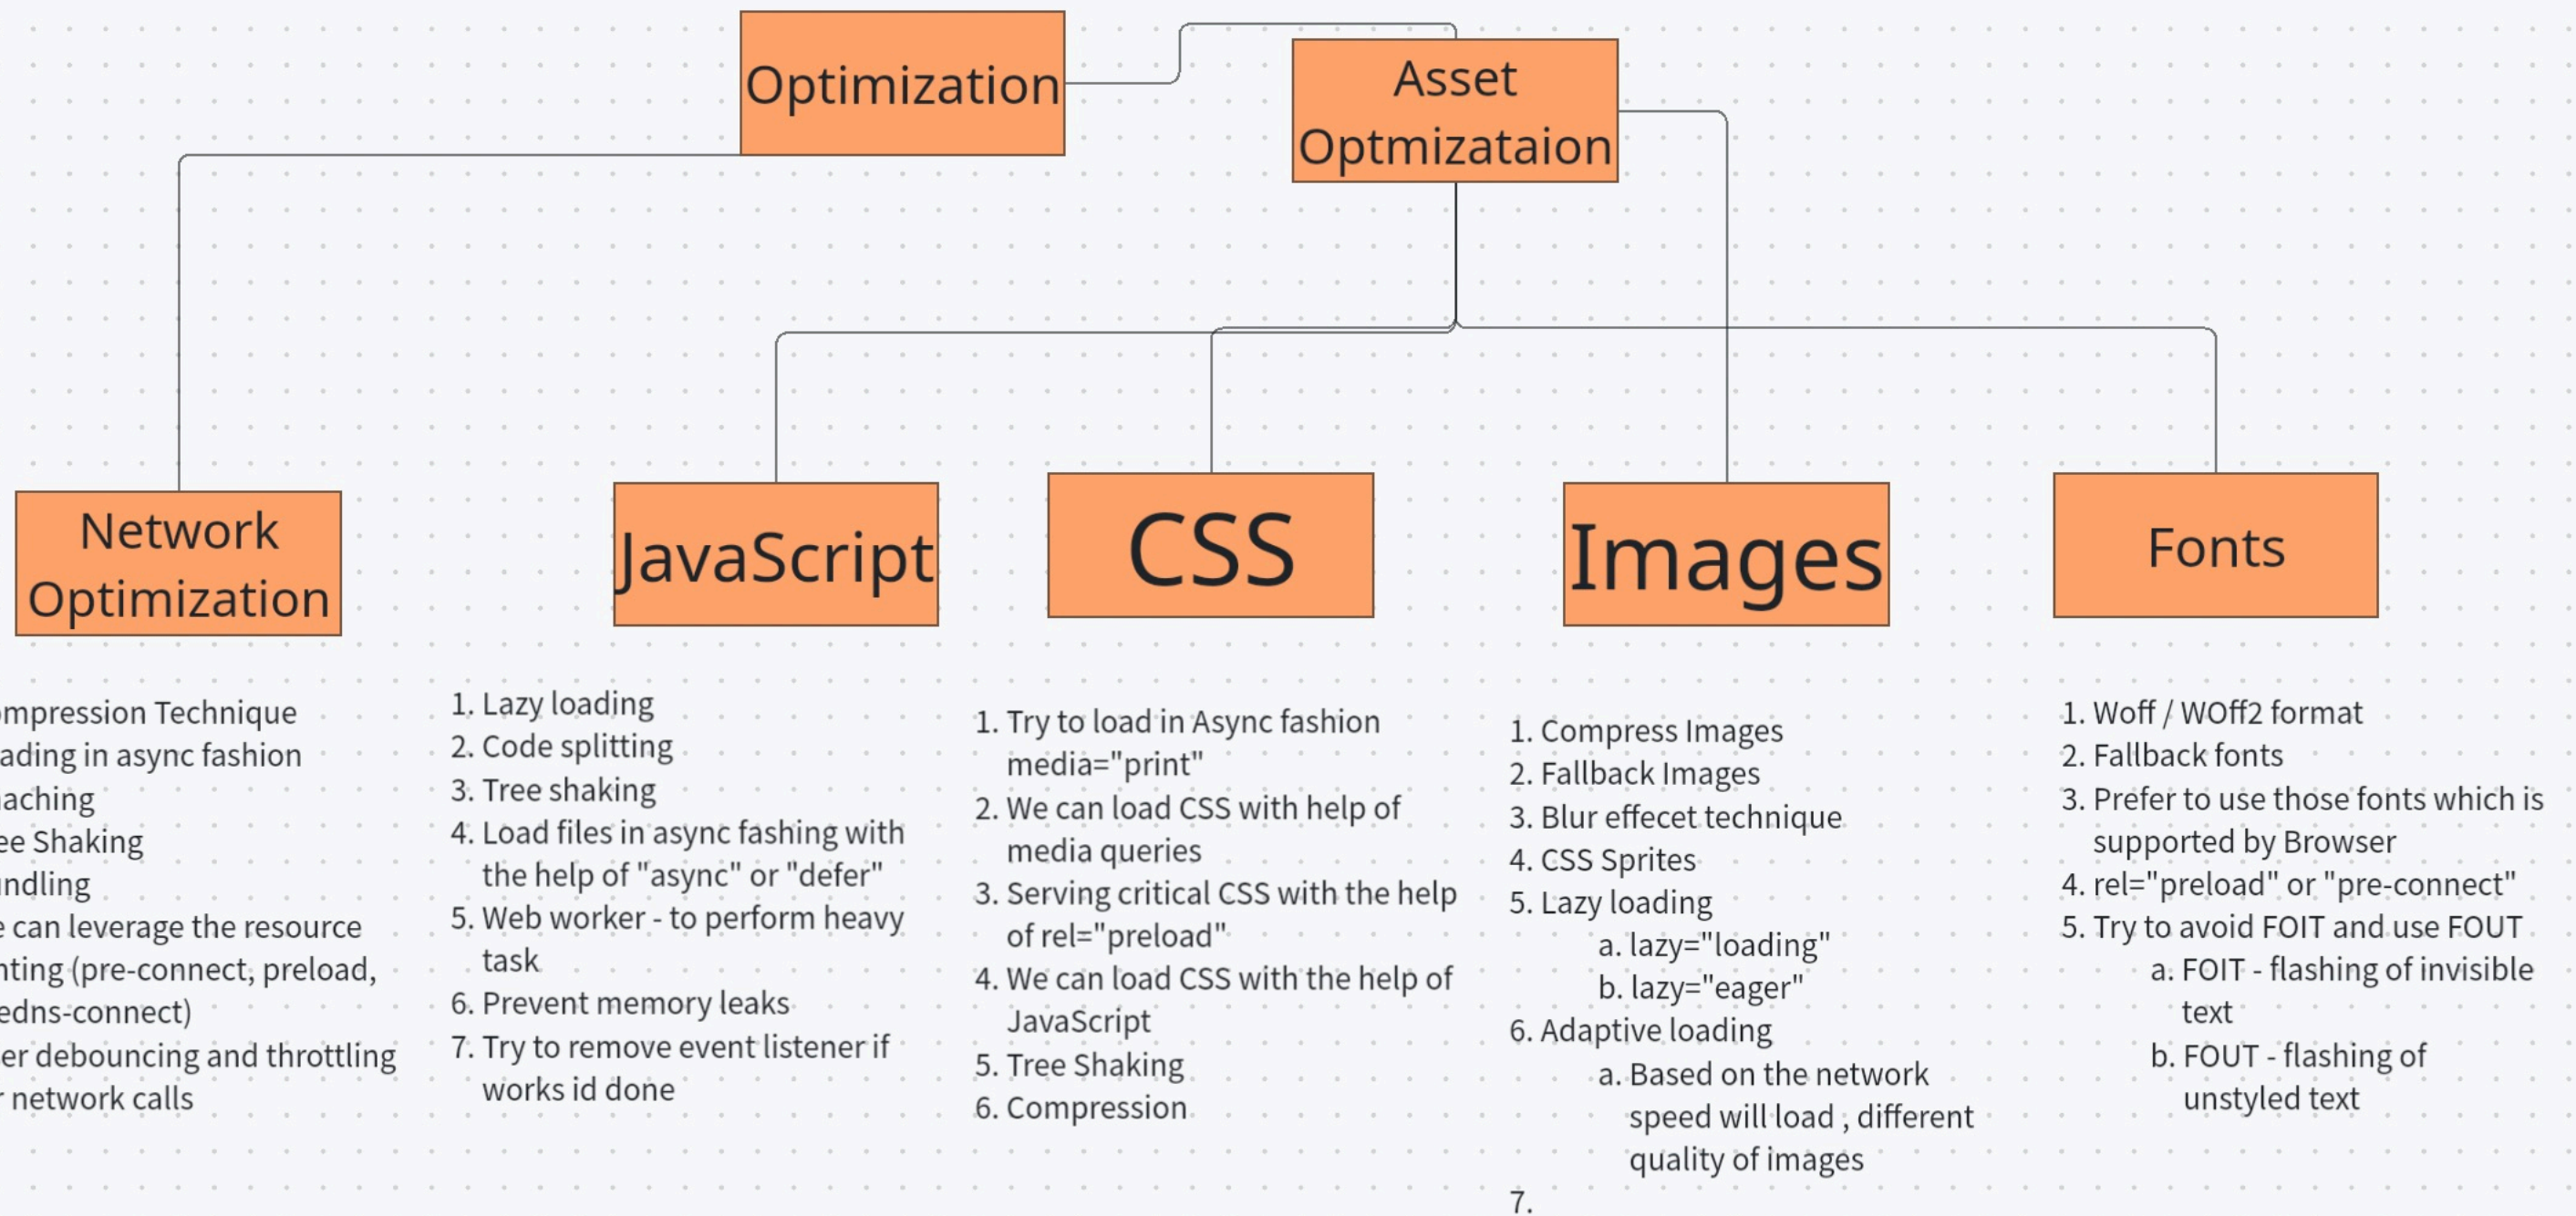 Optimization
Asset
Optmizataion
Network
Optimization
JavaScript
CSS
Images
Fonts
mpression Technique
ading in async fashion
aching
ee Shaking
ndling
e can leverage the resource
nting (pre-connect, preload,
edns-connect)
er debouncing and throttling
r network calls
1. Lazy loading
2. Code splitting
3. Tree shaking
4. Load files in async fashing with
the help of "async" or "defer"
5. Web worker - to perform heavy
task
6. Prevent memory leaks
7. Try to remove event listener if
works id done
1. Try to load in Async fashion
media="print"
2. We can load CSS with help of
media queries
3. Serving critical CSS with the help
of rel="preload"
4. We can load CSS with the help of
JavaScript
5. Tree Shaking
6. Compression
1. Compress Images
2. Fallback Images
3. Blur effecet technique
4. CSS Sprites
5. Lazy loading
a. lazy="loading"
b. lazy="eager"
6. Adaptive loading
a. Based on the network
speed will load , different
quality of images
7.
1. Woff / WOff2 format
2. Fallback fonts
3. Prefer to use those fonts which is
supported by Browser
4. rel="preload" or "pre-connect"
5. Try to avoid FOIT and use FOUT
a. FOIT - flashing of invisible
text
b. FOUT - flashing of
unstyled text